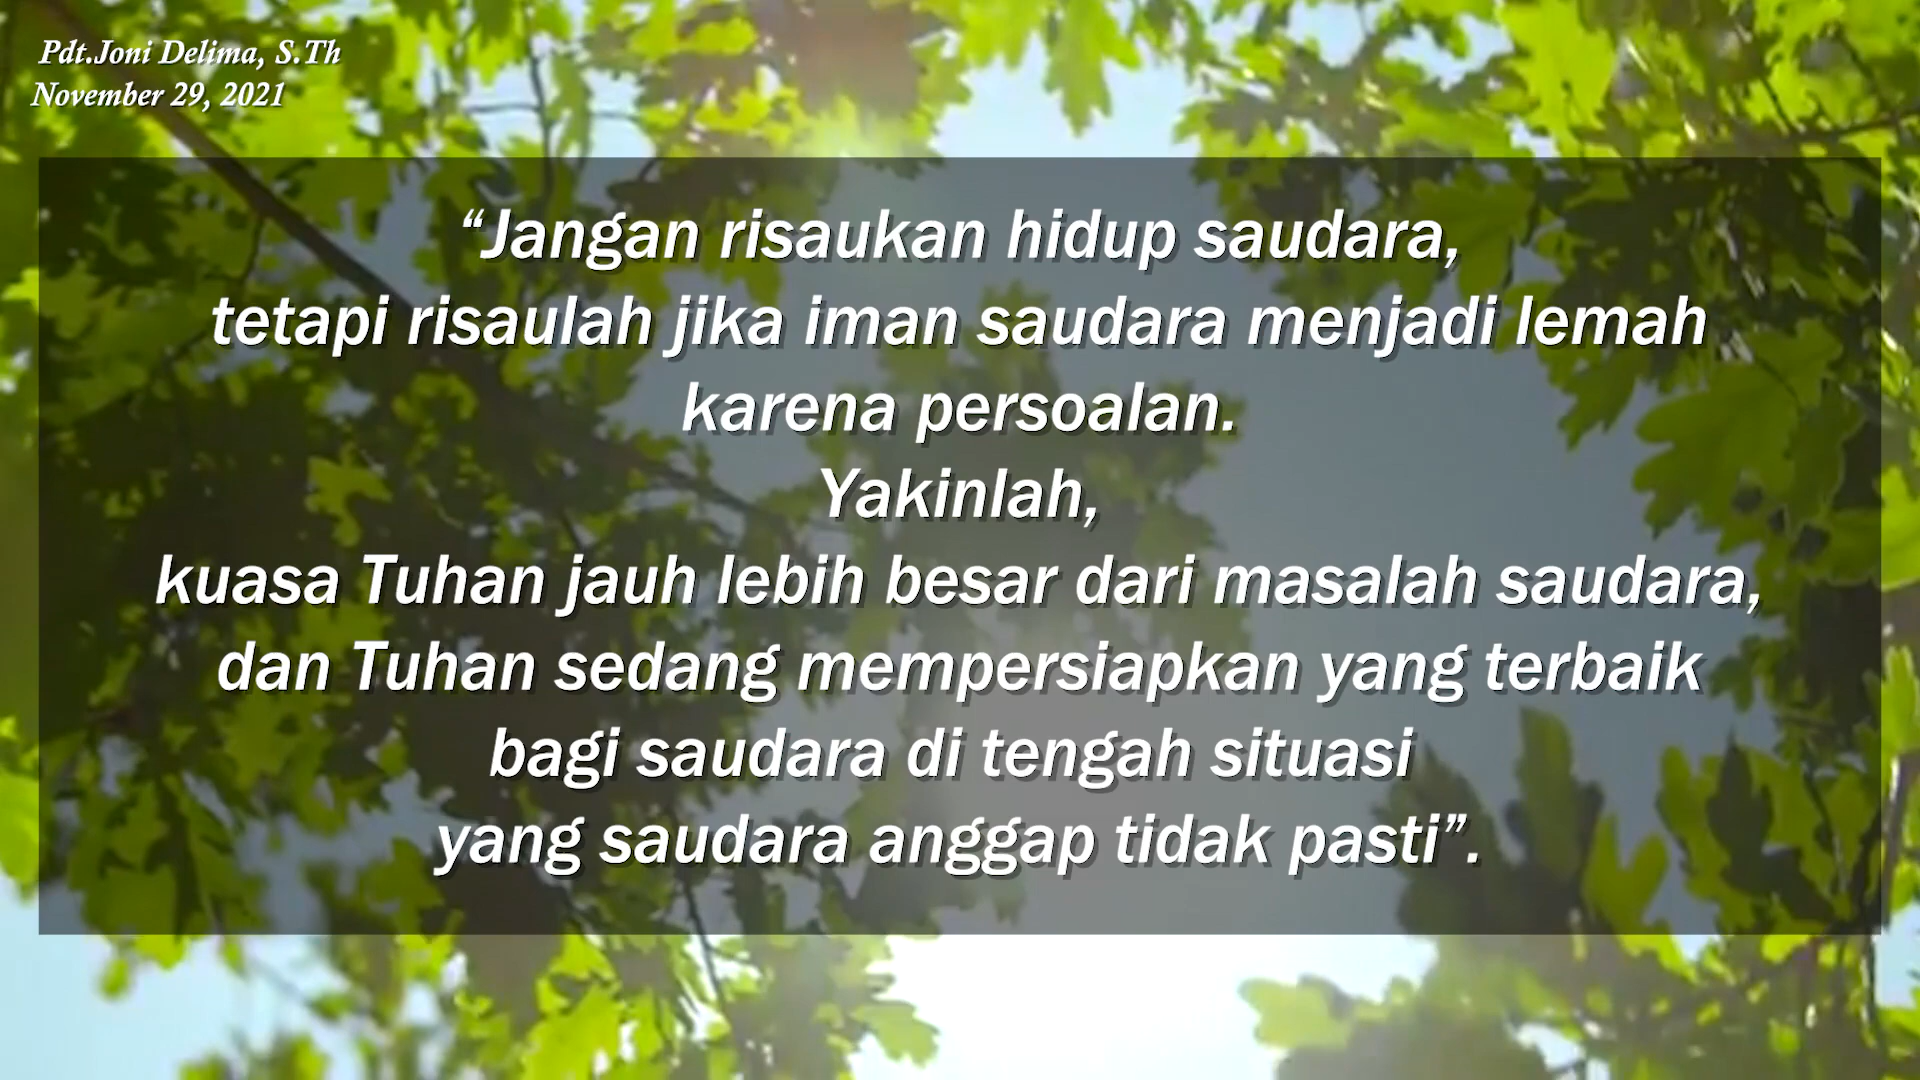 Pdt.Joni Delima, S.Th
November 29, 2021
“Jangan risaukan hidup saudara,
tetapi risaulah jika iman saudara menjadi lemah
karena persoalan.
Yakinlah,
kuasa Tuhan jauh lebih besar dari masalah saudara,
dan Tuhan sedang mempersiapkan yang terbaik
bagi saudara di tengah situasi
yang saudara anggap tidak pasti”.